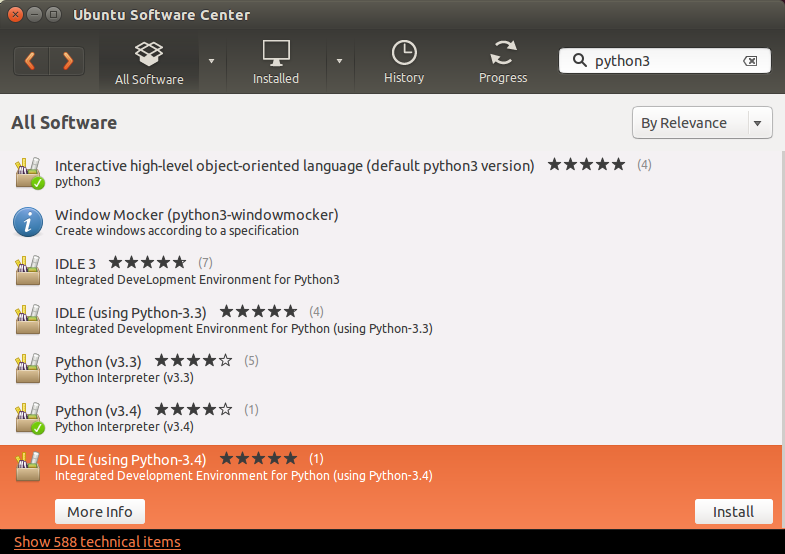 Ubuntu Software Center
All Software
Installed
History
Progress
python3
All Software
By Relevance
Interactive high-level object-oriented language (default python3 version) (4)
python3
Window Mocker (python3-windowmocker)
Create windows according to a specification
IDLE 3 (7)
Integrated DeveLopment Environment for Python3
IDLE (using Python-3.3) (4)
Integrated Development Environment for Python (using Python-3.3)
Python (v3.3) (5)
Python Interpreter (v3.3)
Python (v3.4) (1)
Python Interpreter (v3.4)
IDLE (using Python-3.4) (1)
Integrated Development Environment for Python (using Python-3.4)
More Info
Install
Show 588 technical items